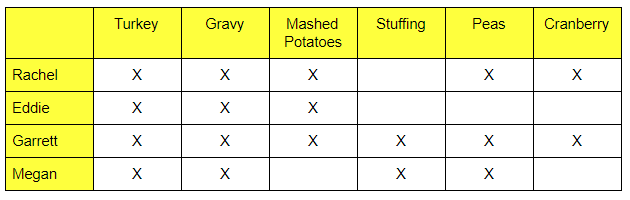 Turkey Gravy Mashed Potatoes Stuffing Peas Cranberry
Rachel X X X X X
Eddie X X X
Garrett X X X X X X
Megan X X X X